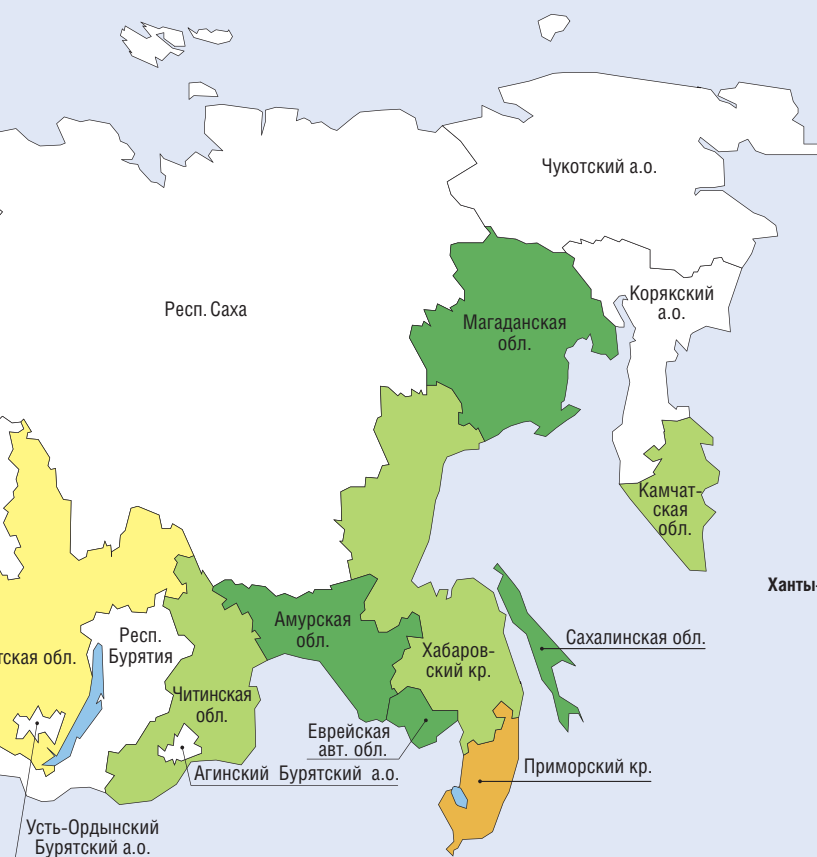 Чукотский а.о.
Корякский
а.о.
Респ. Саха
Магаданская
обл.
Камчат-
ская
обл.
Ханты-
Амурская
обл.
Сахалинская обл.
Респ.
Бурятия
Хабаров-
ский кр.
тская обл.
Читинская
обл.
Еврейская
авт. обл.
Агинский Бурятский а.о.
Приморский кр.
Усть-Ордынский
Бурятский а.о.